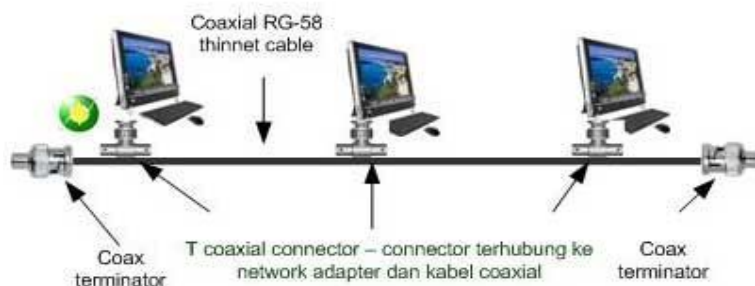 Coaxial RG-58
thinnet cable
T coaxial connector – connector terhubung ke
network adapter dan kabel coaxial
Coax
terminator
Coax
terminator